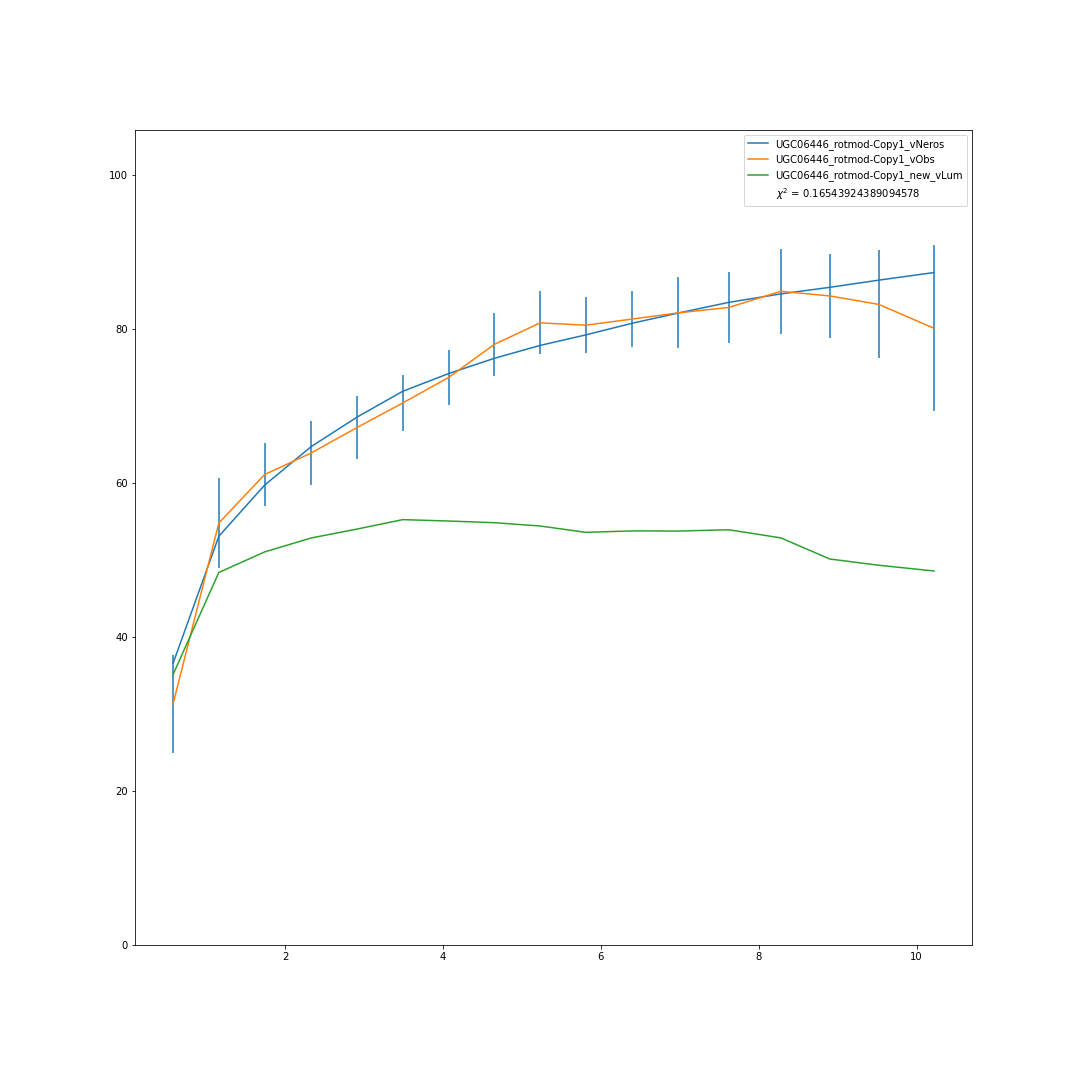 UGC06446_rotmod-Copy1_vNeros
UGC06446_rotmod-Copy1_vObs
UGC06446_rotmod-Copy1_new_vLum
χ² = 0.16543924389094578
100
80
60
40
20
0
2 4 6 8 10